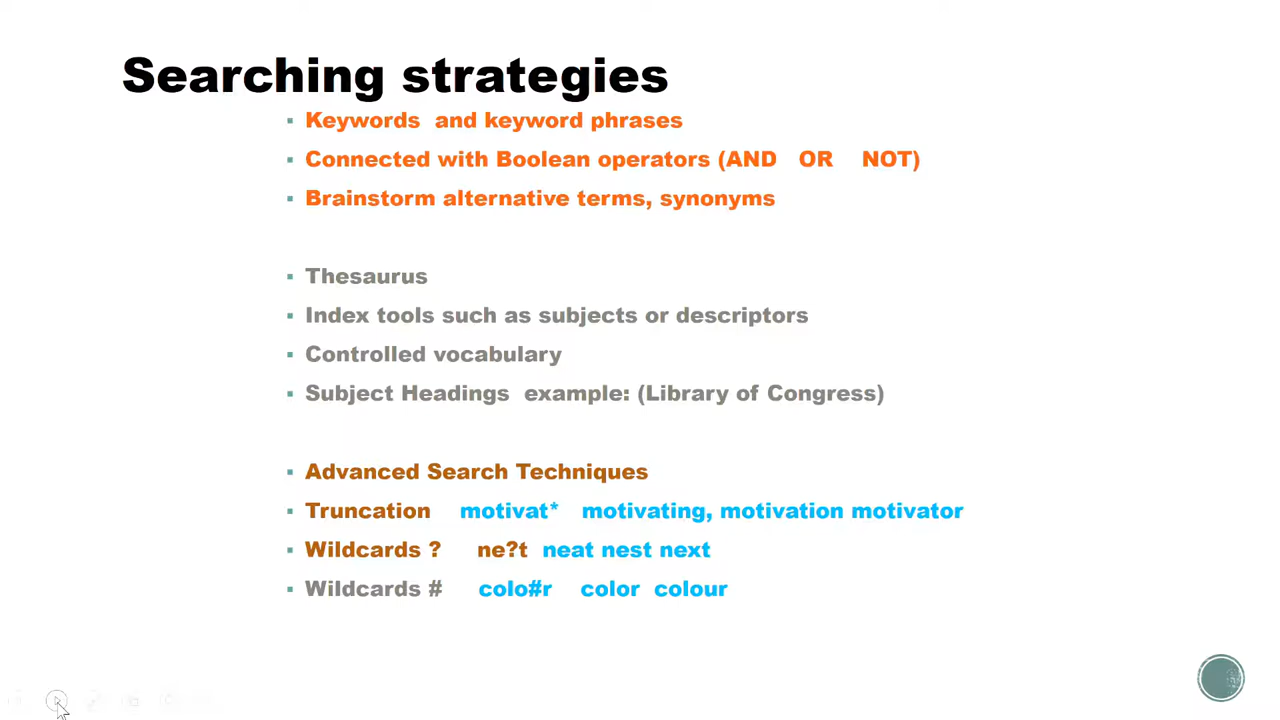 Searching strategies
Keywords and keyword phrases
Connected with Boolean operators (AND OR NOT)
Brainstorm alternative terms, synonyms
Thesaurus
Index tools such as subjects or descriptors
Controlled vocabulary
Subject Headings example: (Library of Congress)
Advanced Search Techniques
Truncation motivat* motivating, motivation motivator
Wildcards ? ne?t neat nest next
Wildcards # colo#r color colour